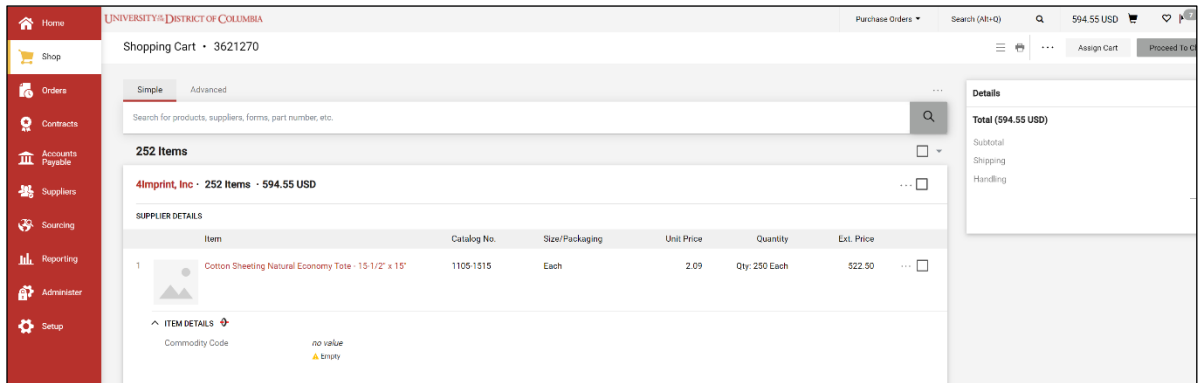 Home
UNIVERSITY OF THE DISTRICT OF COLUMBIA
Purchase Orders
Search (Alt+Q)
594.55 USD
7
Shopping Cart • 3621270
Assign Cart
Proceed To
Shop
Orders
Contracts
Accounts
Payable
Suppliers
Sourcing
Reporting
Administer
Setup
Simple
Advanced
Search for products, suppliers, forms, part number, etc.
252 Items
4Imprint, Inc · 252 Items · 594.55 USD
SUPPLIER DETAILS
Item Catalog No. Size/Packaging Unit Price Quantity Ext. Price
1 Cotton Sheeting Natural Economy Tote - 15-1/2" x 15" 1105-1515 Each 2.09 Qty: 250 Each 522.50
ITEM DETAILS
Commodity Code no value
Empty
Details
Total (594.55 USD)
Subtotal
Shipping
Handling